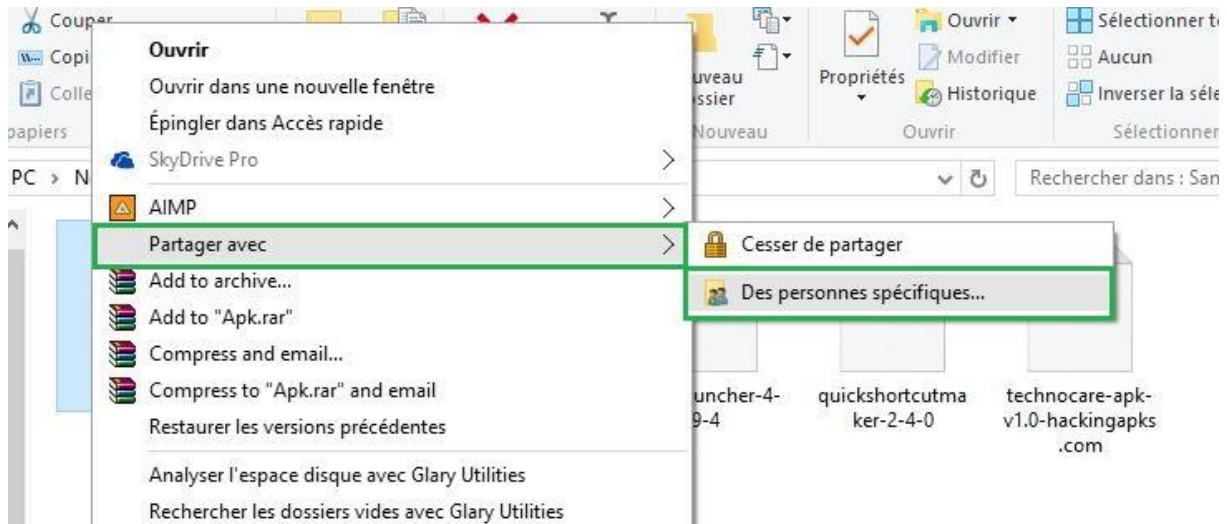 Couper
Copi
Colle
papiers
uveau
ossier
Nouveau
Propriétés
Ouvrir
Modifier
Historique
Ouvrir
Sélectionner t
Aucun
Inverser la séle
Sélectionner
PC > N
Rechercher dans : San
Ouvrir
Ouvrir dans une nouvelle fenêtre
Épingler dans Accès rapide
SkyDrive Pro
AIMP
Partager avec
Add to archive...
Add to "Apk.rar"
Compress and email...
Compress to "Apk.rar" and email
Restaurer les versions précédentes
Analyser l'espace disque avec Glary Utilities
Rechercher les dossiers vides avec Glary Utilities
Cesser de partager
Des personnes spécifiques...
uncher-4-
9-4
quickshortcutma
ker-2-4-0
technocare-apk-
v1.0-hackingapks
.com